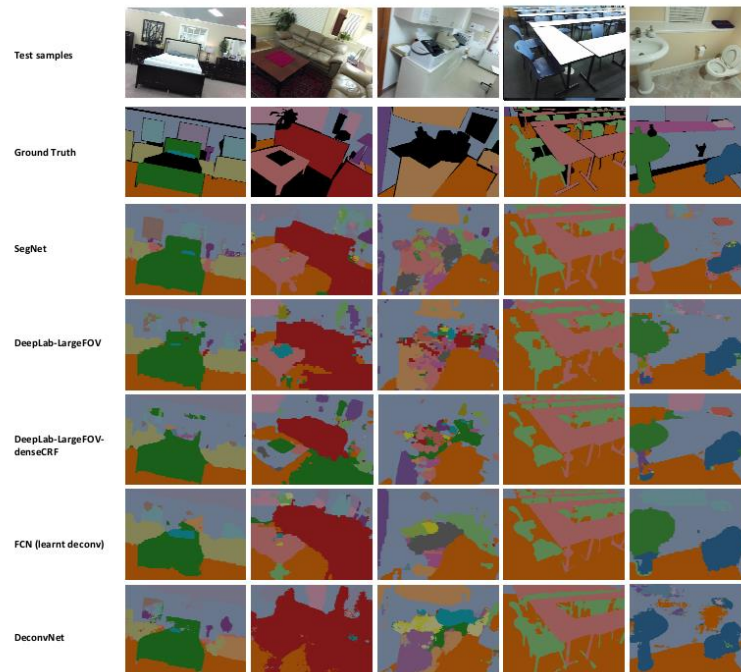 Test samples
Ground Truth
SegNet
DeepLab-LargeFOV
DeepLab-LargeFOV-
denseCRF
FCN (learnt deconv)
DeconvNet